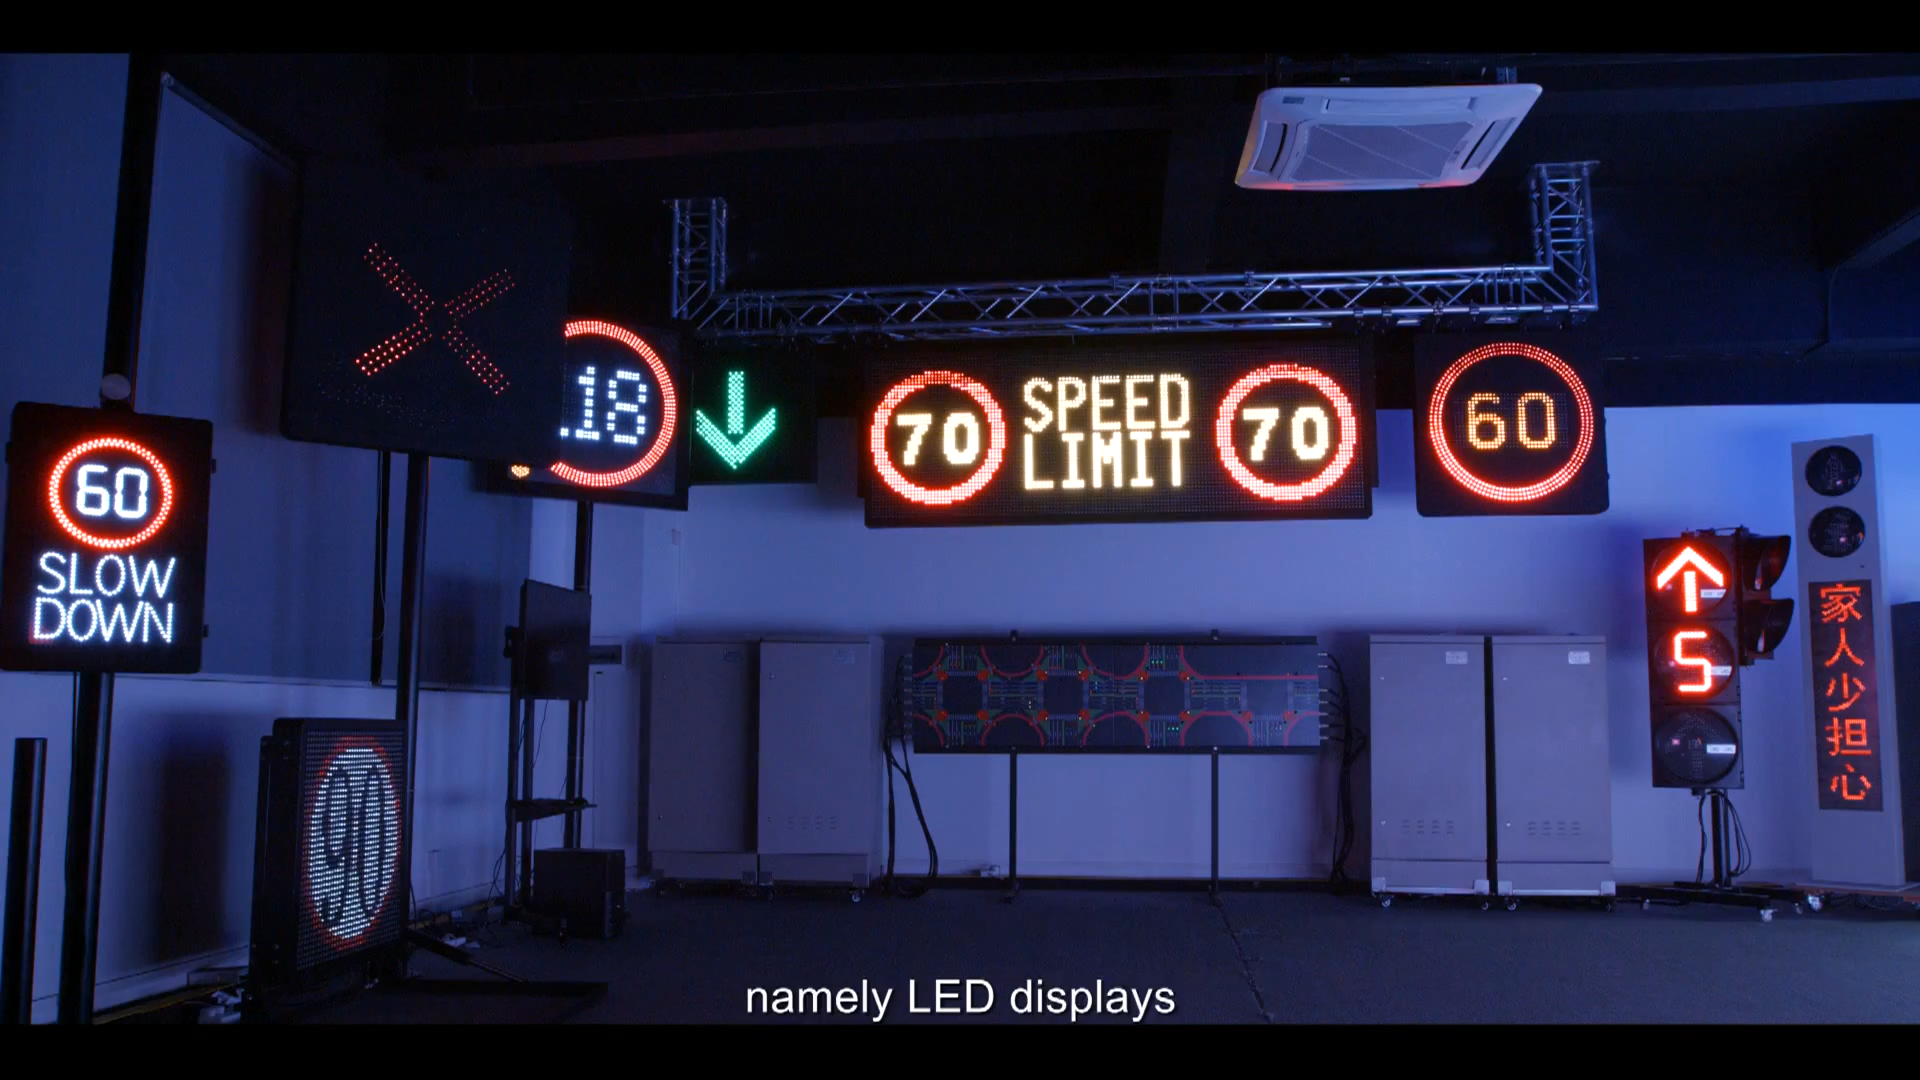 .18
70
SPEED
LIMIT
70
60
60
SLOW
DOWN
5
家
人
少
担
心
namely LED displays